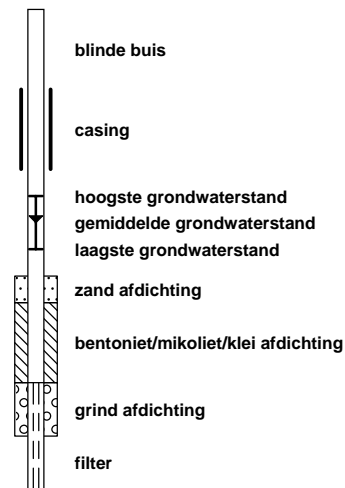 blinde buis
casing
hoogste grondwaterstand
gemiddelde grondwaterstand
laagste grondwaterstand
zand afdichting
bentoniet/mikoliet/klei afdichting
grind afdichting
filter